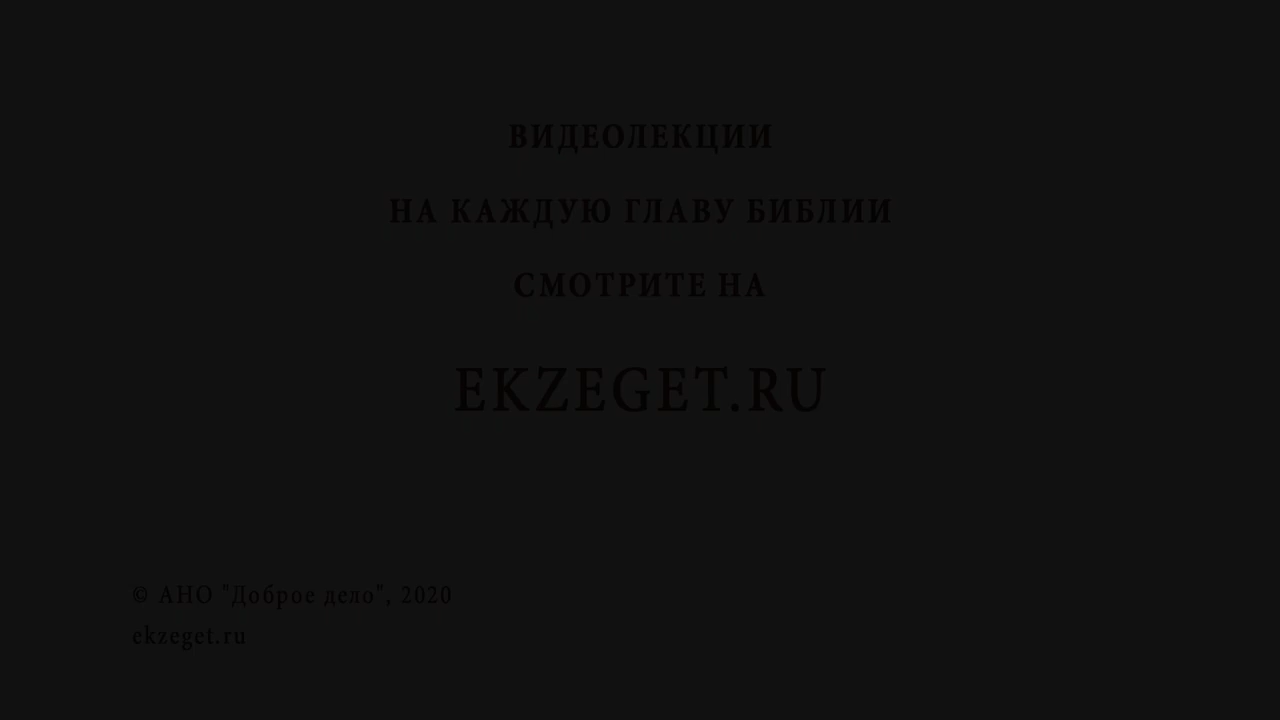 ВИДЕОЛЕКЦИИ
НА КАЖДУЮ ГЛАВУ БИБЛИИ
СМОТРИТЕ НА
EKZEGET.RU
© АНО "Доброе дело", 2020
ekzeget.ru